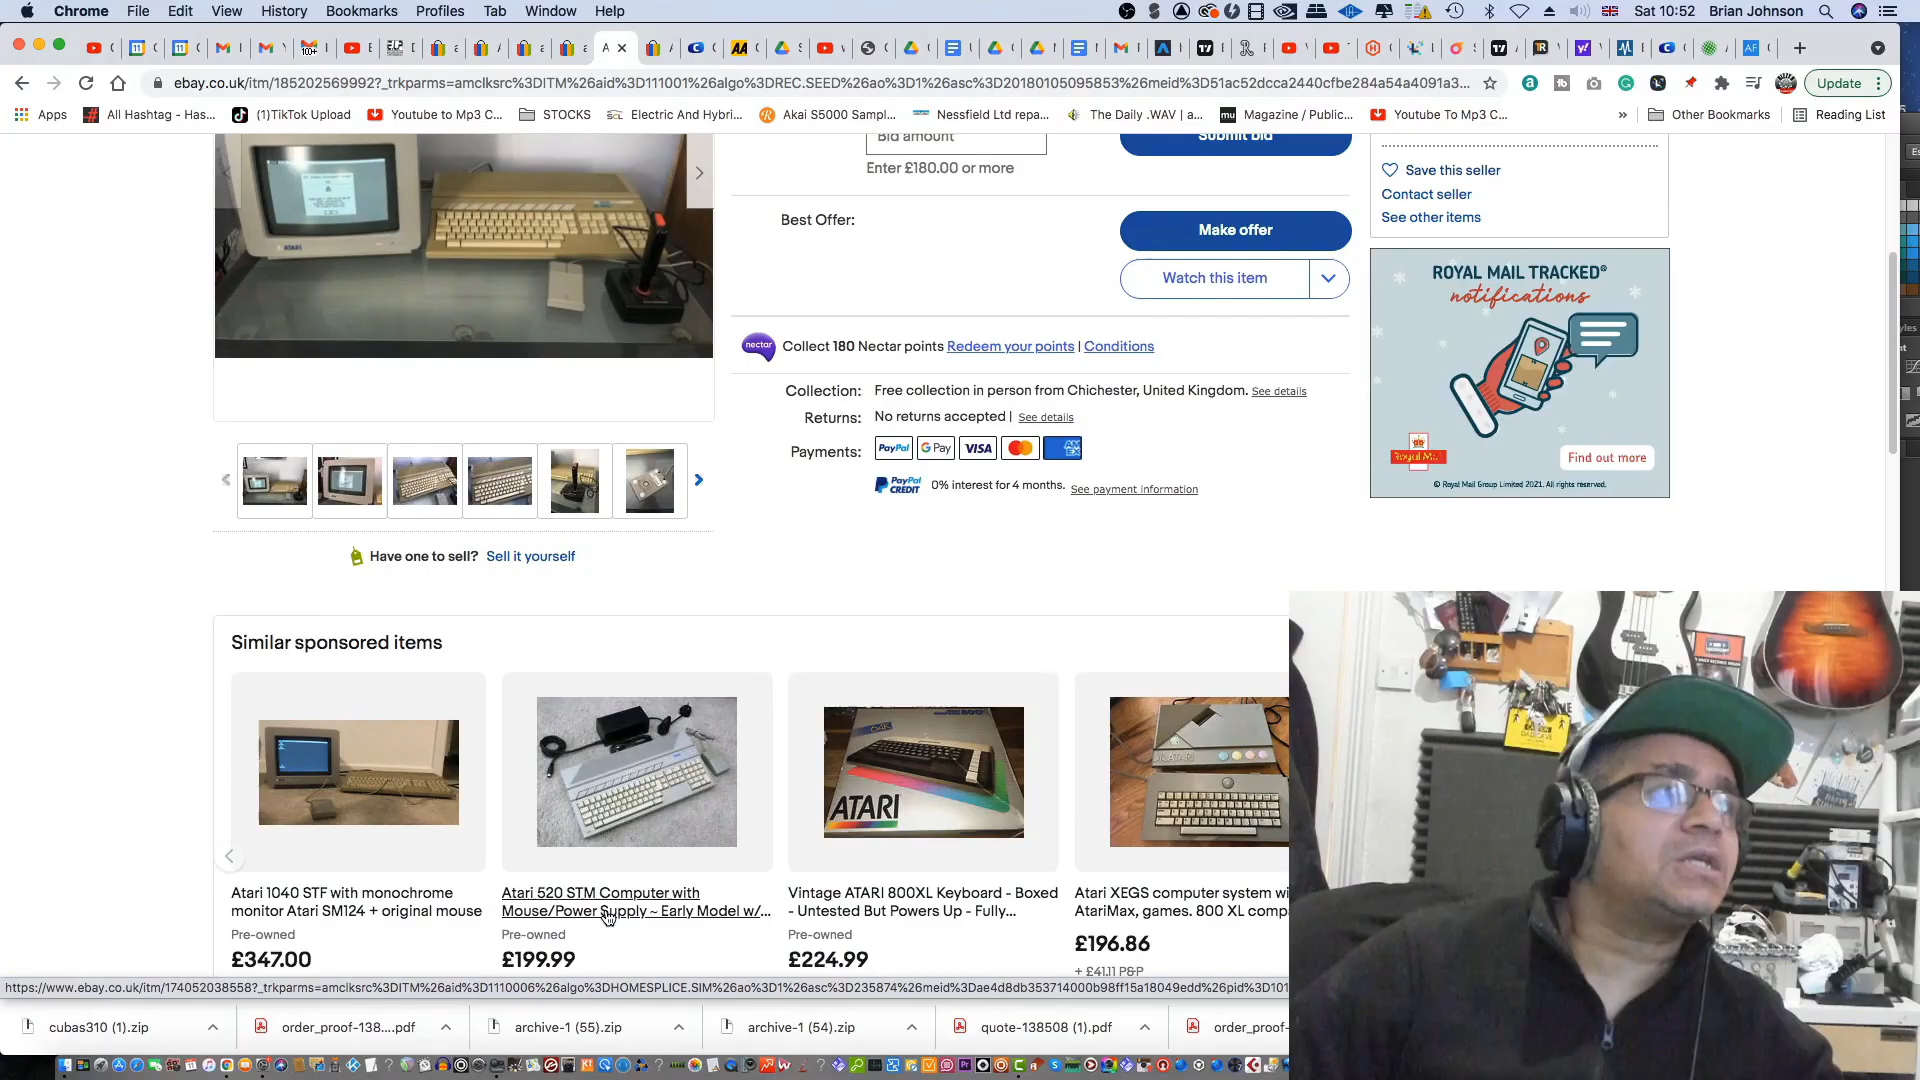 Chrome File Edit View History Bookmarks Profiles Tab Window Help Sat 10:52 Brian Johnson
ebay.co.uk/itm/185202569992?_trkparms=amclksrc%3DITM%26aid%3D111001%26algo%3DREC.SEED%26ao%3D1%26asc%3D20180105095853%26meid%3D51ac52dcca2440cfbe284a54a4091a3...
Update
Apps All Hashtag - Has... (1)TikTok Upload Youtube to Mp3 C... STOCKS Electric And Hybrid... Akai S5000 Sampl... Nessfield Ltd repa... The Daily .WAV | a... Magazine / Public... Youtube To Mp3 C... » Other Bookmarks Reading List
Bid amount
Submit bid
Enter £180.00 or more
Save this seller
Contact seller
See other items
Best Offer:
Make offer
Watch this item
ATARI
ROYAL MAIL TRACKED®
notifications
Find out more
© Royal Mail Group Limited 2021. All rights reserved.
nectar
Collect 180 Nectar points Redeem your points | Conditions
Collection: Free collection in person from Chichester, United Kingdom. See details
Returns: No returns accepted | See details
Payments: PayPal G Pay VISA
PayPal CREDIT 0% interest for 4 months. See payment information
Have one to sell? Sell it yourself
Similar sponsored items
ATARI
Atari 1040 STF with monochrome
monitor Atari SM124 + original mouse
Pre-owned
£347.00
Atari 520 STM Computer with
Mouse/Power Supply ~ Early Model w/...
Pre-owned
£199.99
Vintage ATARI 800XL Keyboard - Boxed
- Untested But Powers Up - Fully...
Pre-owned
£224.99
Atari XEGS computer system wi
AtariMax, games. 800 XL comp
£196.86
+ £41.11 P&P
https://www.ebay.co.uk/itm/174052038558?_trkparms=amclksrc%3DITM%26aid%3D1110006%26algo%3DHOMESPLICE.SIM%26ao%3D1%26asc%3D235874%26meid%3Dae4d8db353714000b98ff15a18049edd%26pid%3D101
cubas310 (1).zip
order_proof-138....pdf
archive-1 (55).zip
archive-1 (54).zip
quote-138508 (1).pdf
order_proof-